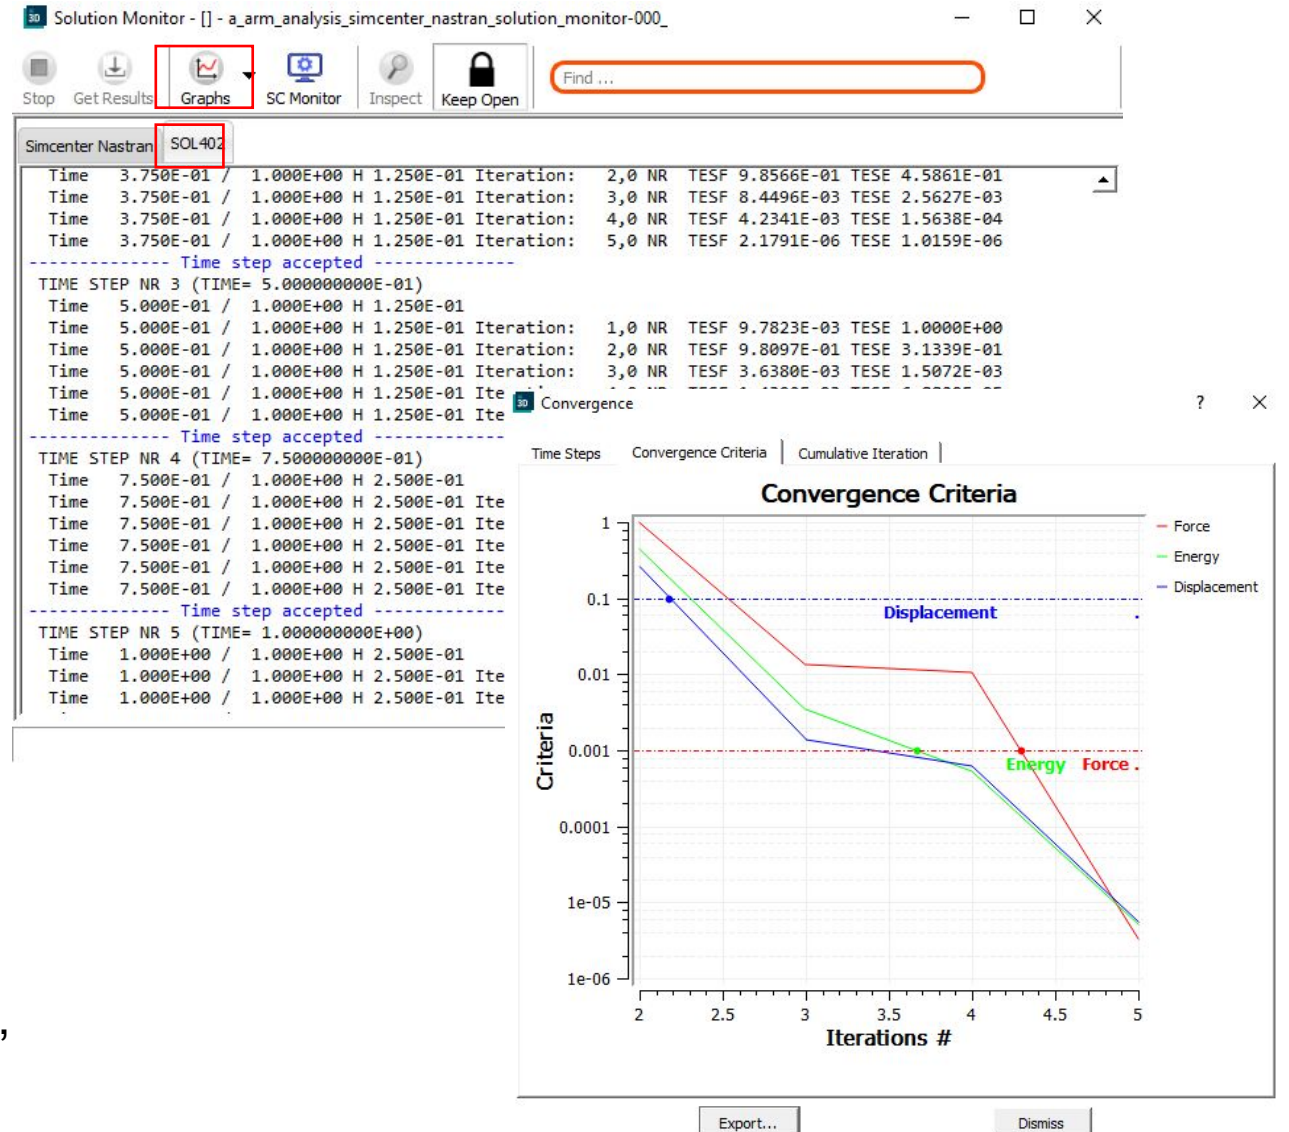 Solution Monitor - [] - a_arm_analysis_simcenter_nastran_solution_monitor-000_
Stop Get Results Graphs SC Monitor Inspect Keep Open Find ...
Simcenter Nastran SOL402
Time 3.750E-01 / 1.000E+00 H 1.250E-01 Iteration: 2,0 NR TESF 9.8566E-01 TESE 4.5861E-01
Time 3.750E-01 / 1.000E+00 H 1.250E-01 Iteration: 3,0 NR TESF 8.4496E-03 TESE 2.5627E-03
Time 3.750E-01 / 1.000E+00 H 1.250E-01 Iteration: 4,0 NR TESF 4.2341E-03 TESE 1.5638E-04
Time 3.750E-01 / 1.000E+00 H 1.250E-01 Iteration: 5,0 NR TESF 2.1791E-06 TESE 1.0159E-06
-------------- Time step accepted --------------
TIME STEP NR 3 (TIME= 5.000000000E-01)
Time 5.000E-01 / 1.000E+00 H 1.250E-01
Time 5.000E-01 / 1.000E+00 H 1.250E-01 Iteration: 1,0 NR TESF 9.7823E-03 TESE 1.0000E+00
Time 5.000E-01 / 1.000E+00 H 1.250E-01 Iteration: 2,0 NR TESF 9.8097E-01 TESE 3.1339E-01
Time 5.000E-01 / 1.000E+00 H 1.250E-01 Iteration: 3,0 NR TESF 3.6380E-03 TESE 1.5072E-03
Time 5.000E-01 / 1.000E+00 H 1.250E-01 Ite
Time 5.000E-01 / 1.000E+00 H 1.250E-01 Ite
-------------- Time step accepted -------------
TIME STEP NR 4 (TIME= 7.500000000E-01)
Time 7.500E-01 / 1.000E+00 H 2.500E-01
Time 7.500E-01 / 1.000E+00 H 2.500E-01 Ite
Time 7.500E-01 / 1.000E+00 H 2.500E-01 Ite
Time 7.500E-01 / 1.000E+00 H 2.500E-01 Ite
Time 7.500E-01 / 1.000E+00 H 2.500E-01 Ite
Time 7.500E-01 / 1.000E+00 H 2.500E-01 Ite
-------------- Time step accepted -------------
TIME STEP NR 5 (TIME= 1.000000000E+00)
Time 1.000E+00 / 1.000E+00 H 2.500E-01
Time 1.000E+00 / 1.000E+00 H 2.500E-01 Ite
Time 1.000E+00 / 1.000E+00 H 2.500E-01 Ite
Convergence ?
Time Steps Convergence Criteria Cumulative Iteration
Convergence Criteria
Force
Energy
Displacement
Displacement .
Energy Force .
Criteria
1
0.1
0.01
0.001
0.0001
1e-05
1e-06
2 2.5 3 3.5 4 4.5 5
Iterations #
Export... Dismiss
,